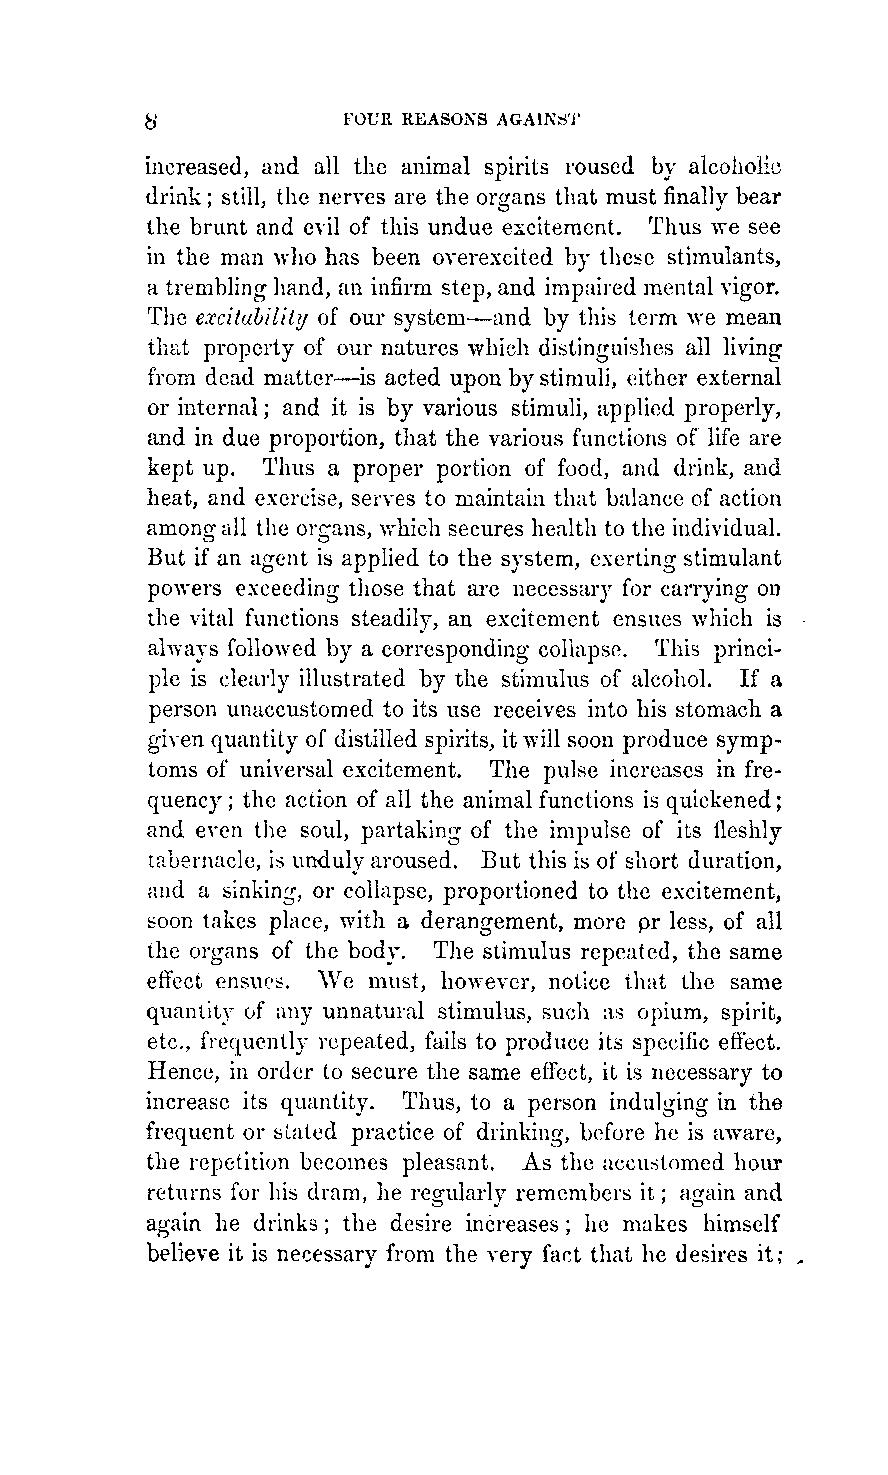 8 FOUR REASONS AGAINST
increased, and all the animal spirits roused by alcoholic
drink; still, the nerves are the organs that must finally bear
the brunt and evil of this undue excitement. Thus we see
in the man who has been overexcited by these stimulants,
a trembling hand, an infirm step, and impaired mental vigor.
The excitability of our system—and by this term we mean
that property of our natures which distinguishes all living
from dead matter—is acted upon by stimuli, either external
or internal; and it is by various stimuli, applied properly,
and in due proportion, that the various functions of life are
kept up. Thus a proper portion of food, and drink, and
heat, and exercise, serves to maintain that balance of action
among all the organs, which secures health to the individual.
But if an agent is applied to the system, exerting stimulant
powers exceeding those that are necessary for carrying on
the vital functions steadily, an excitement ensues which is
always followed by a corresponding collapse. This princi-
ple is clearly illustrated by the stimulus of alcohol. If a
person unaccustomed to its use receives into his stomach a
given quantity of distilled spirits, it will soon produce symp-
toms of universal excitement. The pulse increases in fre-
quency; the action of all the animal functions is quickened;
and even the soul, partaking of the impulse of its fleshly
tabernacle, is unduly aroused. But this is of short duration,
and a sinking, or collapse, proportioned to the excitement,
soon takes place, with a derangement, more or less, of all
the organs of the body. The stimulus repeated, the same
effect ensues. We must, however, notice that the same
quantity of any unnatural stimulus, such as opium, spirit,
etc., frequently repeated, fails to produce its specific effect.
Hence, in order to secure the same effect, it is necessary to
increase its quantity. Thus, to a person indulging in the
frequent or stated practice of drinking, before he is aware,
the repetition becomes pleasant. As the accustomed hour
returns for his dram, he regularly remembers it; again and
again he drinks; the desire increases; he makes himself
believe it is necessary from the very fact that he desires it;